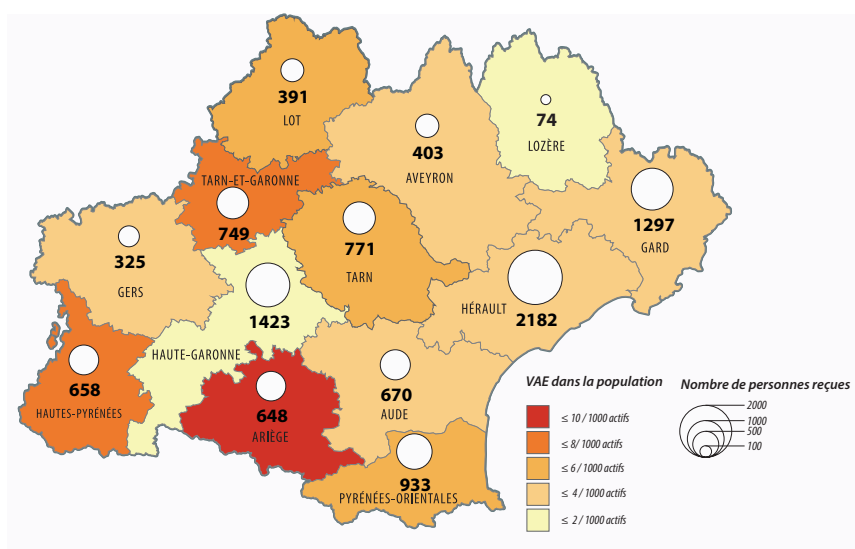 391
LOT
74
LOZÈRE
403
AVEYRON
TARN-ET-GARONNE
749
1297
GARD
771
TARN
325
GERS
1423
HAUTE-GARONNE
HÉRAULT
2182
658
HAUTES-PYRÉNÉES
648
ARIÈGE
670
AUDE
933
PYRÉNÉES-ORIENTALES
VAE dans la population
≤ 10 / 1000 actifs
≤ 8/ 1000 actifs
≤ 6 / 1000 actifs
≤ 4 / 1000 actifs
≤ 2 / 1000 actifs
Nombre de personnes reçues
2000
1000
500
100